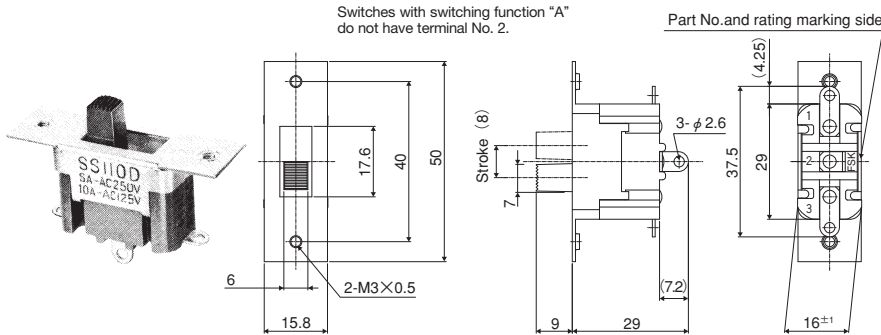 Switches with switching function “A”
do not have terminal No. 2.
Part No.and rating marking side
SS110D
5A-AC250V
10A-AC125V
6
15.8
2-M3×0.5
17.6
40
50
Stroke (8)
7
9
29
(7.2)
3-φ2.6
(4.25)
37.5
29
1
2
3
FSK
16±1